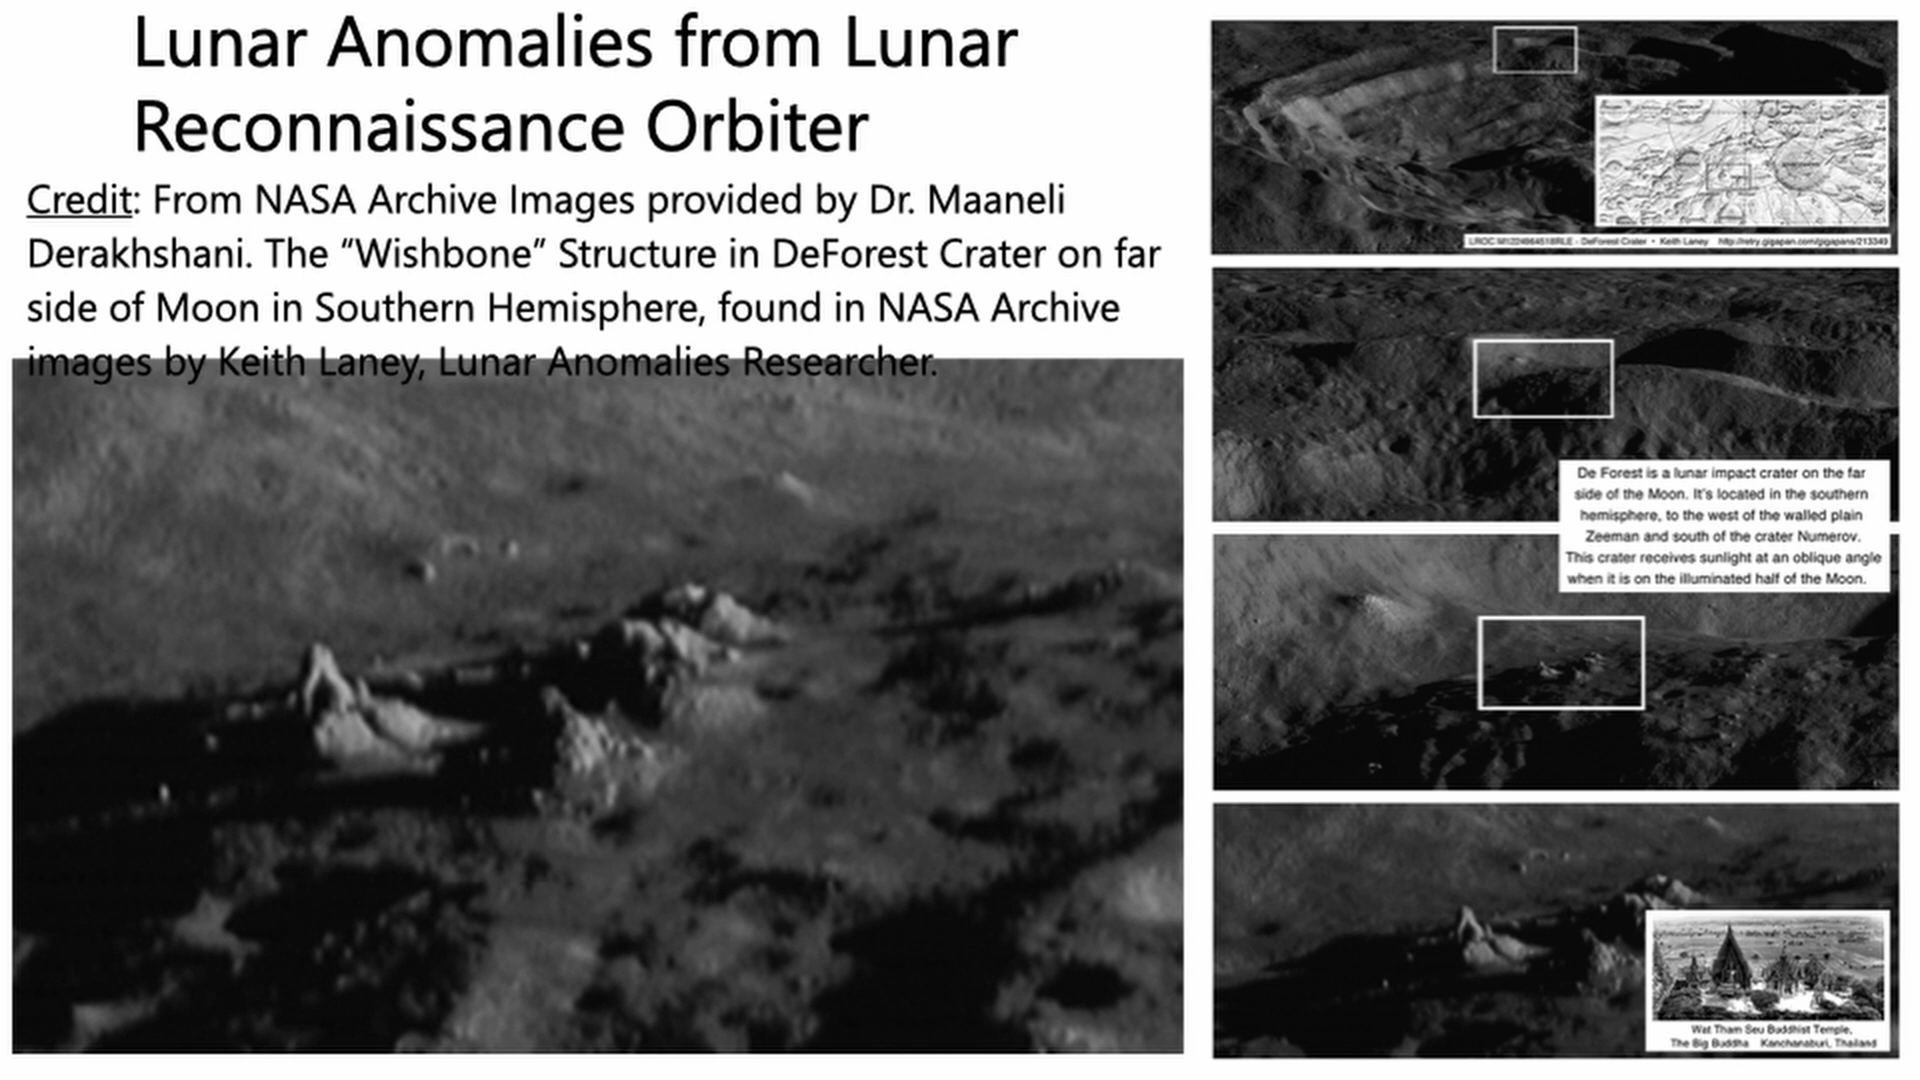 Lunar Anomalies from Lunar
Reconnaissance Orbiter
Credit: From NASA Archive Images provided by Dr. Maaneli
Derakhshani. The “Wishbone” Structure in DeForest Crater on far
side of Moon in Southern Hemisphere, found in NASA Archive
images by Keith Laney, Lunar Anomalies Researcher.
DeForest Crater • Keith Laney
De Forest is a lunar impact crater on the far
side of the Moon. It's located in the southern
hemisphere, to the west of the walled plain
Zeeman and south of the crater Numerov.
This crater receives sunlight at an oblique angle
when it is on the illuminated half of the Moon.
Wat Tham Seu Buddhist Temple,
The Big Buddha Kanchanaburi, Thailand